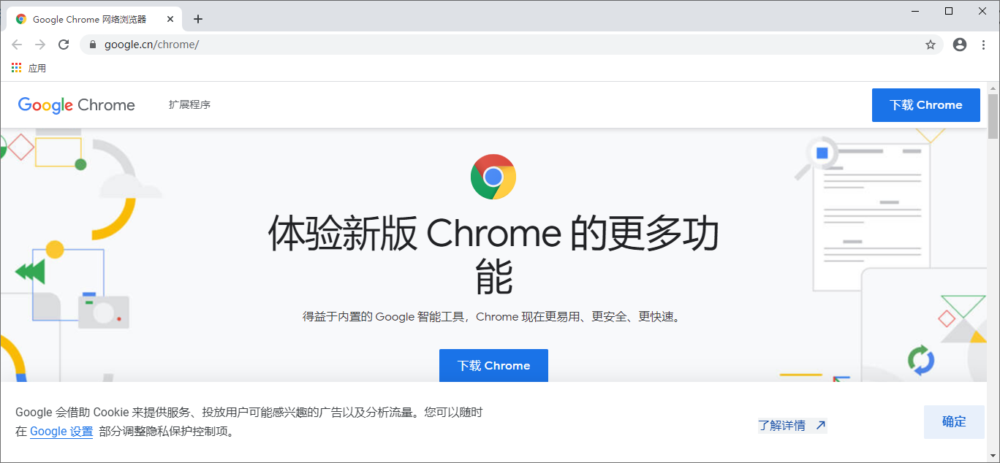 Google Chrome 网络浏览器
google.cn/chrome/
应用
Google Chrome
扩展程序
下载 Chrome
体验新版 Chrome 的更多功
能
得益于内置的 Google 智能工具，Chrome 现在更易用、更安全、更快速。
下载 Chrome
Google 会借助 Cookie 来提供服务、投放用户可能感兴趣的广告以及分析流量。您可以随时
在 Google 设置 部分调整隐私保护控制项。
了解详情
确定